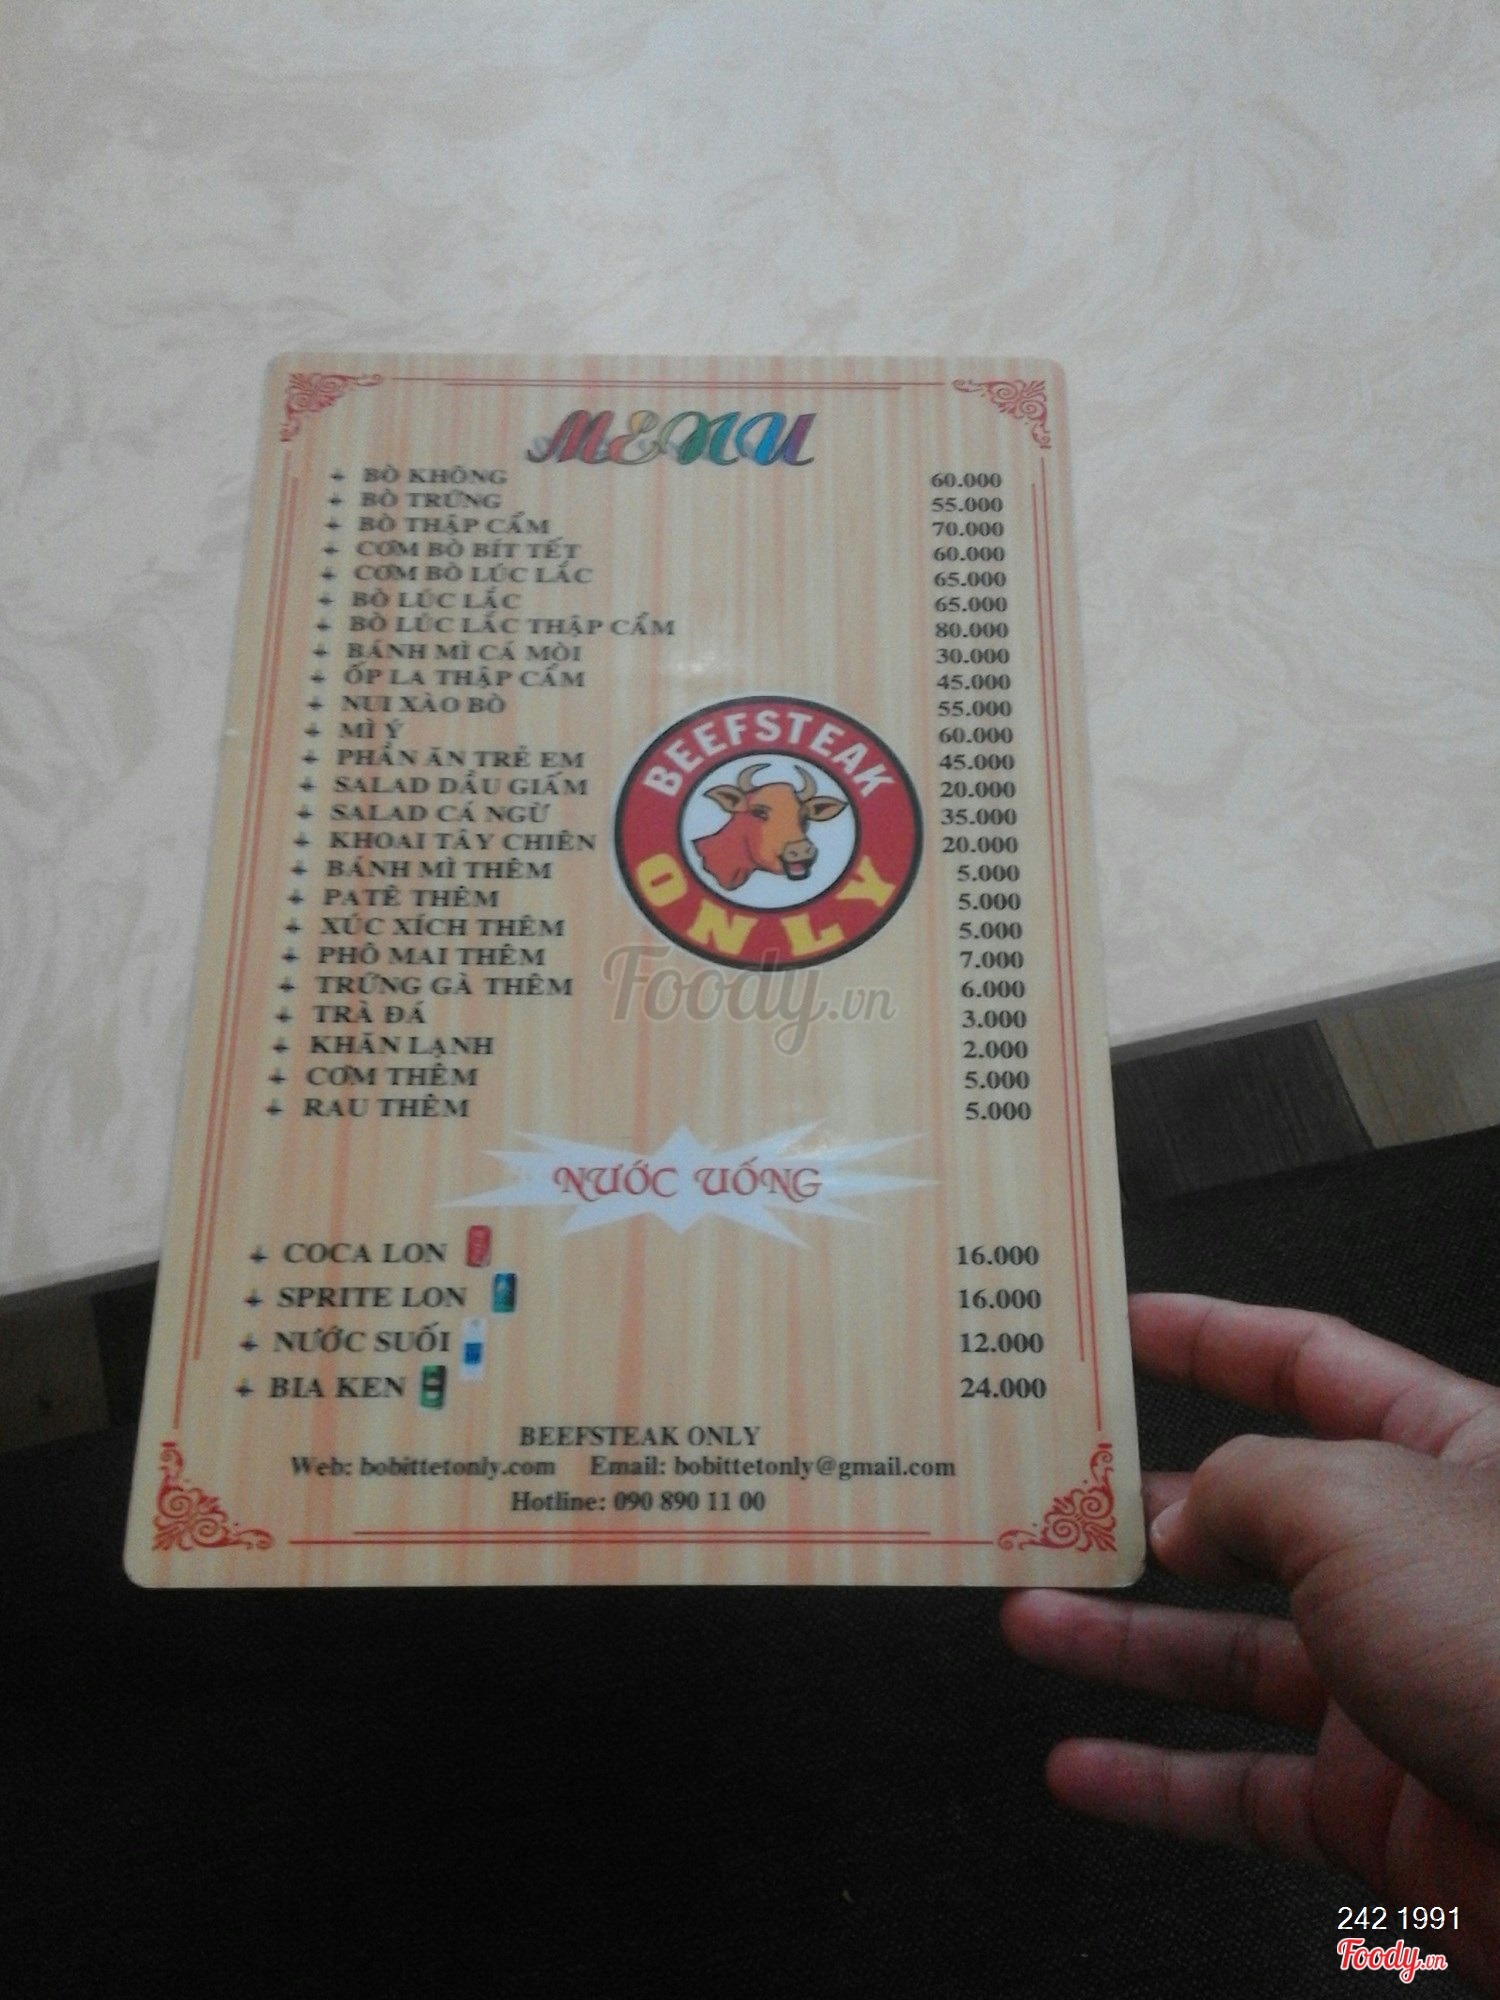 MENU
+ BÒ KHÔNG 60.000
+ BÒ TRỨNG 55.000
+ BÒ THẬP CẨM 70.000
+ CƠM BÒ BÍT TẾT 60.000
+ CƠM BÒ LÚC LẮC 65.000
+ BÒ LÚC LẮC 65.000
+ BÒ LÚC LẮC THẬP CẨM 80.000
+ BÁNH MÌ CÁ MÒI 30.000
+ ỐP LA THẬP CẨM 45.000
+ NUI XÀO BÒ 55.000
+ MÌ Ý 60.000
+ PHẦN ĂN TRẺ EM 45.000
+ SALAD DẦU GIẤM 20.000
+ SALAD CÁ NGỪ 35.000
+ KHOAI TÂY CHIÊN 20.000
+ BÁNH MÌ THÊM 5.000
+ PATÊ THÊM 5.000
+ XÚC XÍCH THÊM 5.000
+ PHÔ MAI THÊM 7.000
+ TRỨNG GÀ THÊM 6.000
+ TRÀ ĐÁ 3.000
+ KHĂN LẠNH 2.000
+ CƠM THÊM 5.000
+ RAU THÊM 5.000
BEEFSTEAK
ONLY
Foody.vn
NƯỚC UỐNG
+ COCA LON 16.000
+ SPRITE LON 16.000
+ NƯỚC SUỐI 12.000
+ BIA KEN 24.000
BEEFSTEAK ONLY
Web: bobittetonly.com Email: bobittetonly@gmail.com
Hotline: 090 890 11 00
242 1991
Foody.vn